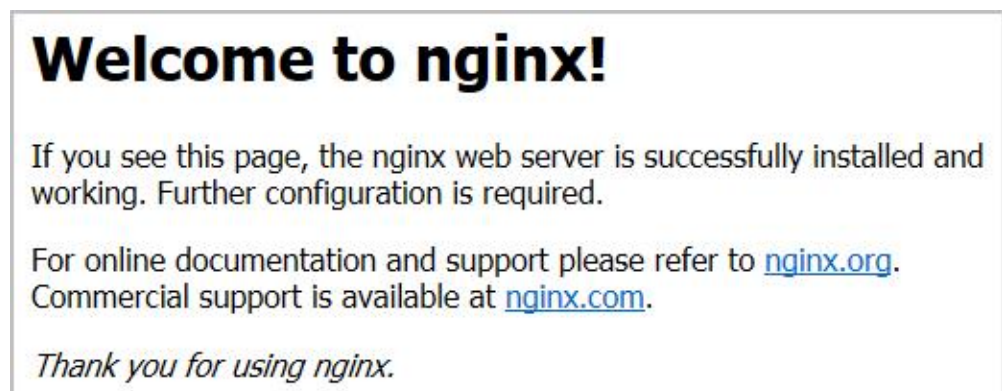 Welcome to nginx!
If you see this page, the nginx web server is successfully installed and
working. Further configuration is required.
For online documentation and support please refer to nginx.org.
Commercial support is available at nginx.com.
Thank you for using nginx.